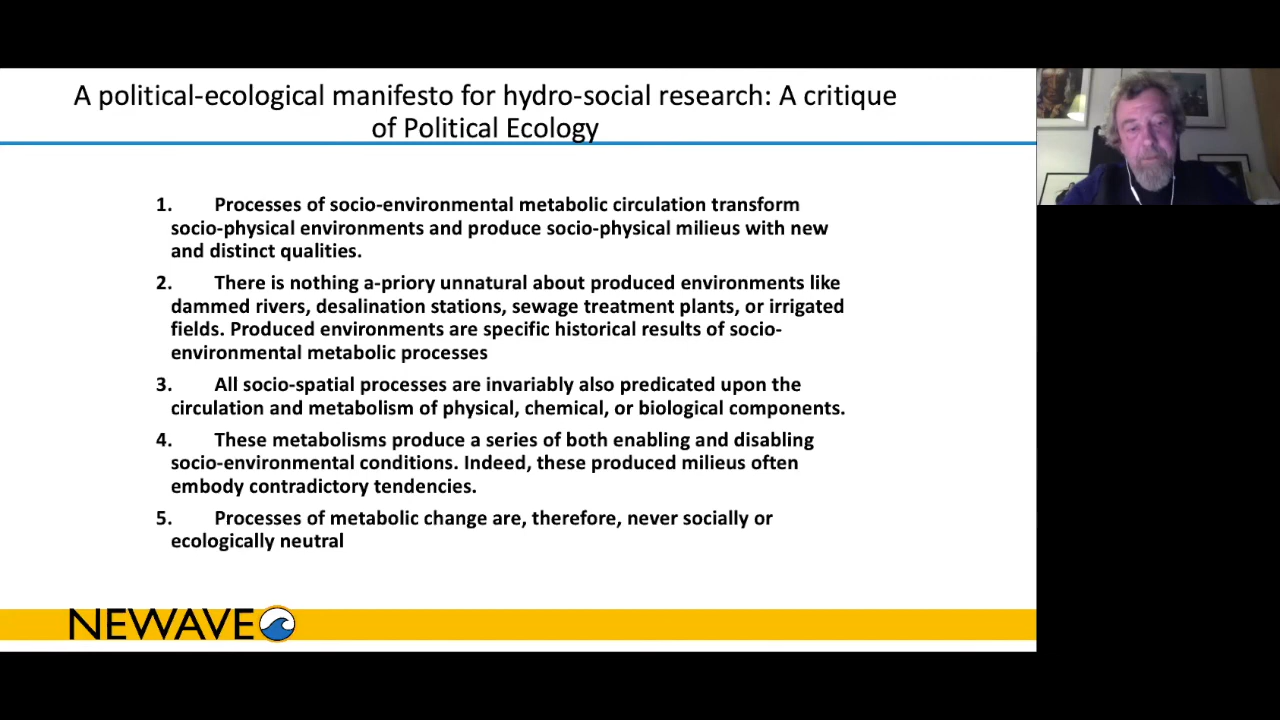 A political-ecological manifesto for hydro-social research: A critique
of Political Ecology
1. Processes of socio-environmental metabolic circulation transform
socio-physical environments and produce socio-physical milieus with new
and distinct qualities.
2. There is nothing a-priory unnatural about produced environments like
dammed rivers, desalination stations, sewage treatment plants, or irrigated
fields. Produced environments are specific historical results of socio-
environmental metabolic processes
3. All socio-spatial processes are invariably also predicated upon the
circulation and metabolism of physical, chemical, or biological components.
4. These metabolisms produce a series of both enabling and disabling
socio-environmental conditions. Indeed, these produced milieus often
embody contradictory tendencies.
5. Processes of metabolic change are, therefore, never socially or
ecologically neutral
NEWAVE